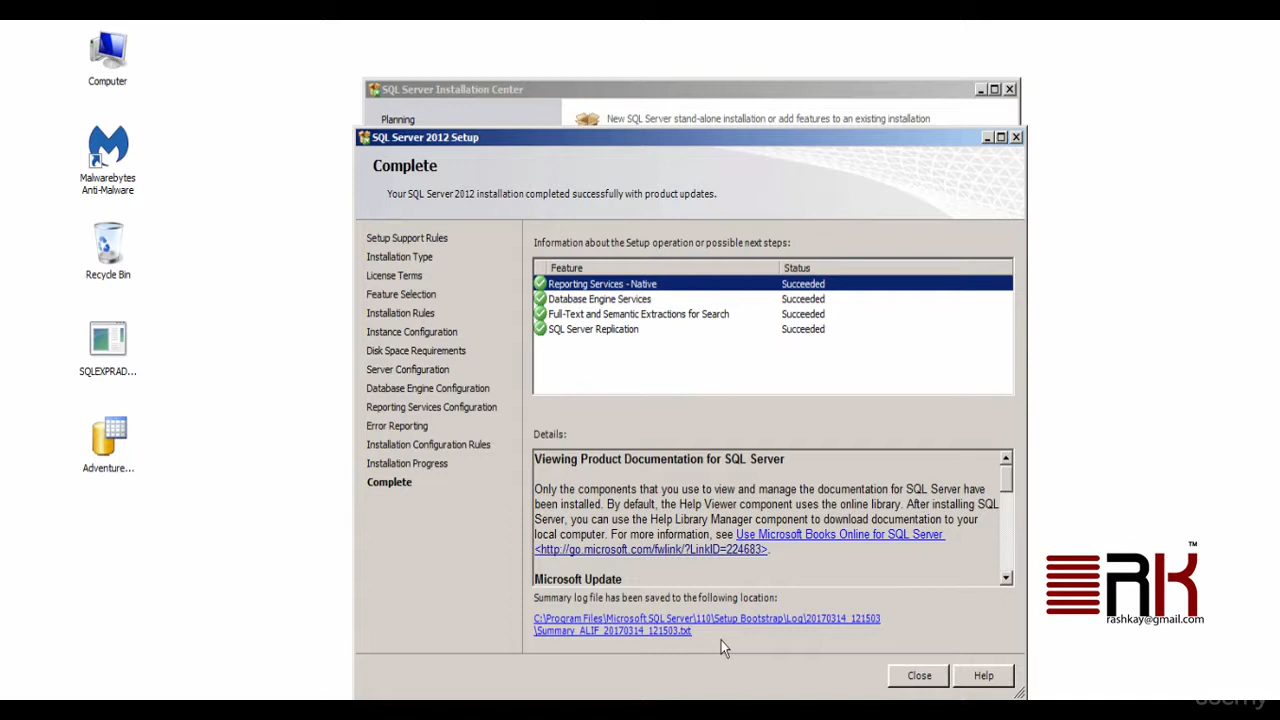 Computer
Malwarebytes
Anti-Malware
Recycle Bin
SQLEXPRAD...
Adventure...
SQL Server Installation Center
Planning
New SQL Server stand-alone installation or add features to an existing installation
SQL Server 2012 Setup
Complete
Your SQL Server 2012 installation completed successfully with product updates.
Setup Support Rules
Installation Type
License Terms
Feature Selection
Installation Rules
Instance Configuration
Disk Space Requirements
Server Configuration
Database Engine Configuration
Reporting Services Configuration
Error Reporting
Installation Configuration Rules
Installation Progress
Complete
Information about the Setup operation or possible next steps:
Feature Status
Reporting Services - Native Succeeded
Database Engine Services Succeeded
Full-Text and Semantic Extractions for Search Succeeded
SQL Server Replication Succeeded
Details:
Viewing Product Documentation for SQL Server
Only the components that you use to view and manage the documentation for SQL Server have
been installed. By default, the Help Viewer component uses the online library. After installing SQL
Server, you can use the Help Library Manager component to download documentation to your
local computer. For more information, see Use Microsoft Books Online for SQL Server
<http://go.microsoft.com/fwlink/?LinkID=224683>.
Microsoft Update
Summary log file has been saved to the following location:
C:\Program Files\Microsoft SQL Server\110\Setup Bootstrap\Log\20170314_121503
\Summary_ALIF_20170314_121503.txt
Close Help
RK™
rashkay@gmail.com